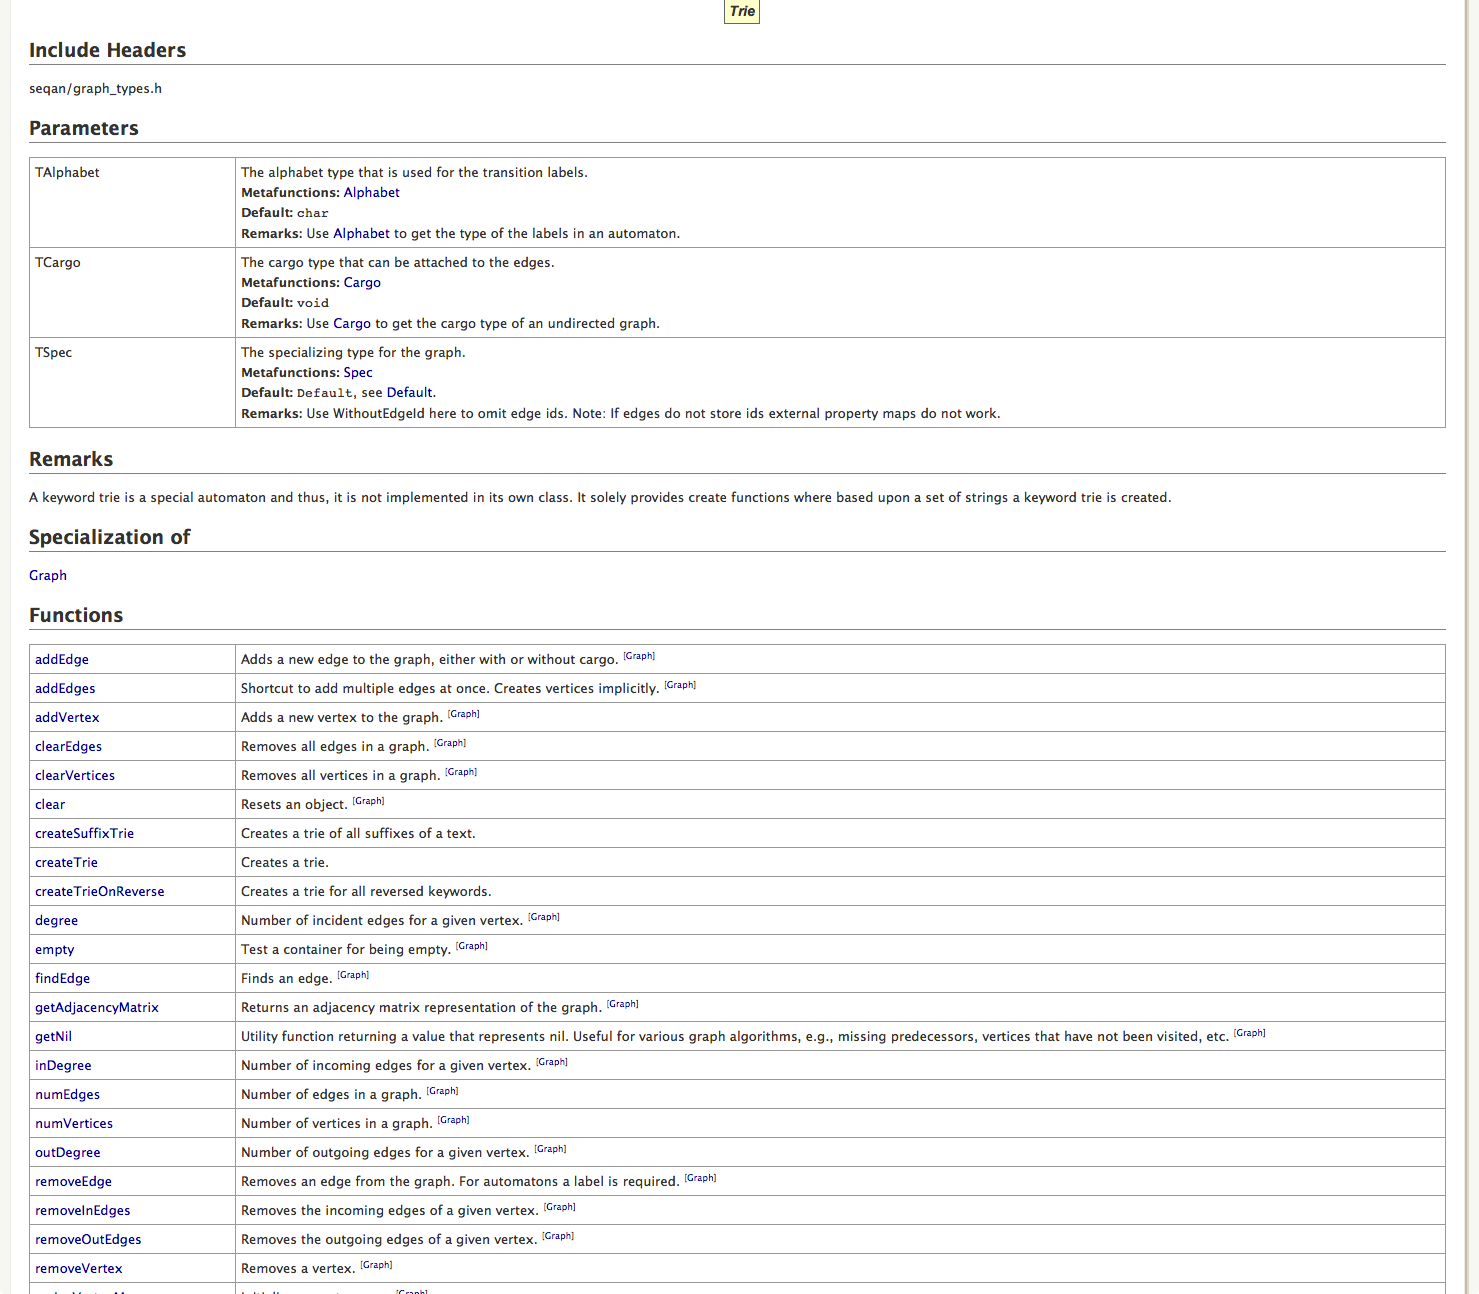 Trie
Include Headers
seqan/graph_types.h
Parameters
TAlphabet
The alphabet type that is used for the transition labels.
Metafunctions: Alphabet
Default: char
Remarks: Use Alphabet to get the type of the labels in an automaton.
TCargo
The cargo type that can be attached to the edges.
Metafunctions: Cargo
Default: void
Remarks: Use Cargo to get the cargo type of an undirected graph.
TSpec
The specializing type for the graph.
Metafunctions: Spec
Default: Default, see Default.
Remarks: Use WithoutEdgeId here to omit edge ids. Note: If edges do not store ids external property maps do not work.
Remarks
A keyword trie is a special automaton and thus, it is not implemented in its own class. It solely provides create functions where based upon a set of strings a keyword trie is created.
Specialization of
Graph
Functions
addEdge Adds a new edge to the graph, either with or without cargo. [Graph]
addEdges Shortcut to add multiple edges at once. Creates vertices implicitly. [Graph]
addVertex Adds a new vertex to the graph. [Graph]
clearEdges Removes all edges in a graph. [Graph]
clearVertices Removes all vertices in a graph. [Graph]
clear Resets an object. [Graph]
createSuffixTrie Creates a trie of all suffixes of a text.
createTrie Creates a trie.
createTrieOnReverse Creates a trie for all reversed keywords.
degree Number of incident edges for a given vertex. [Graph]
empty Test a container for being empty. [Graph]
findEdge Finds an edge. [Graph]
getAdjacencyMatrix Returns an adjacency matrix representation of the graph. [Graph]
getNil Utility function returning a value that represents nil. Useful for various graph algorithms, e.g., missing predecessors, vertices that have not been visited, etc. [Graph]
inDegree Number of incoming edges for a given vertex. [Graph]
numEdges Number of edges in a graph. [Graph]
numVertices Number of vertices in a graph. [Graph]
outDegree Number of outgoing edges for a given vertex. [Graph]
removeEdge Removes an edge from the graph. For automatons a label is required. [Graph]
removeInEdges Removes the incoming edges of a given vertex. [Graph]
removeOutEdges Removes the outgoing edges of a given vertex. [Graph]
removeVertex Removes a vertex. [Graph]
[Graph]